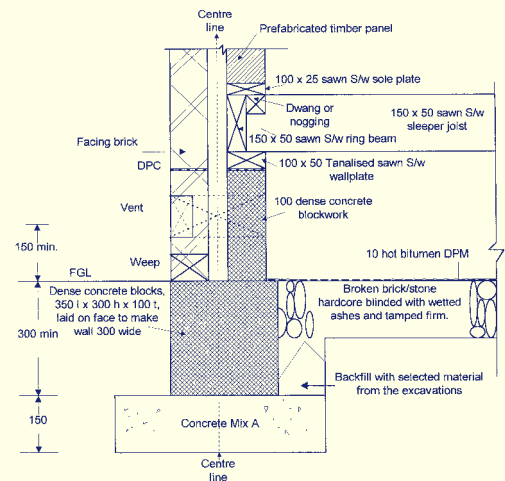 Centre
line
Prefabricated timber panel
100 x 25 sawn S/w sole plate
Dwang or
nogging
150 x 50 sawn S/w
sleeper joist
150 x 50 sawn S/w ring beam
Facing brick
DPC
100 x 50 Tanalised sawn S/w
wallplate
Vent
100 dense concrete
blockwork
150 min.
Weep
10 hot bitumen DPM
FGL
Dense concrete blocks,
350 l x 300 h x 100 t,
laid on face to make
wall 300 wide
Broken brick/stone
hardcore blinded with wetted
ashes and tamped firm.
300 min
Backfill with selected material
from the excavations
150
Concrete Mix A
Centre
line